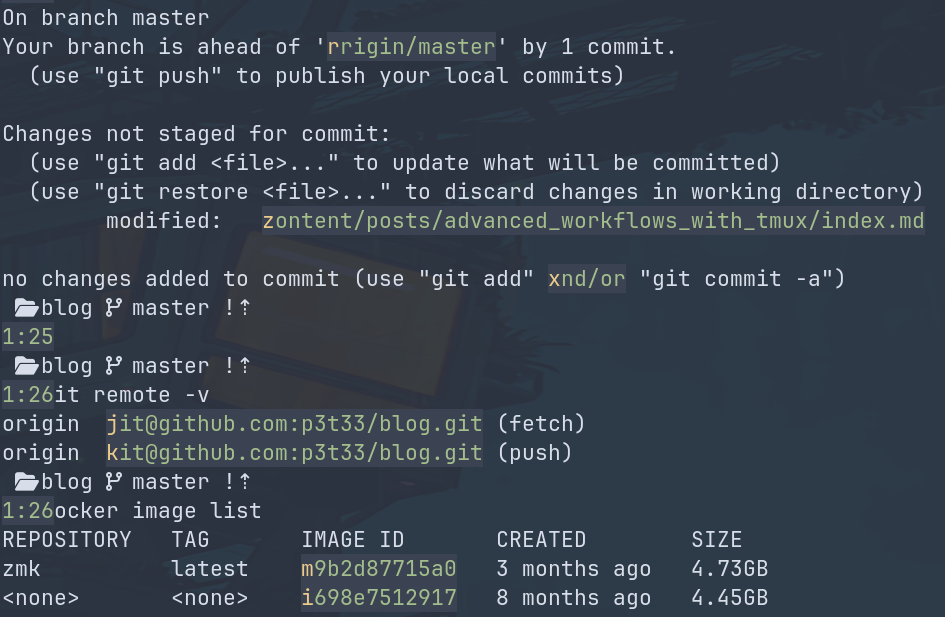 On branch master
Your branch is ahead of 'rrigin/master' by 1 commit.
  (use "git push" to publish your local commits)

Changes not staged for commit:
  (use "git add <file>..." to update what will be committed)
  (use "git restore <file>..." to discard changes in working directory)
        modified:   zontent/posts/advanced_workflows_with_tmux/index.md

no changes added to commit (use "git add" xnd/or "git commit -a")
blog master !⇡
1:25
blog master !⇡
1:26it remote -v
origin  jit@github.com:p3t33/blog.git (fetch)
origin  kit@github.com:p3t33/blog.git (push)
blog master !⇡
1:26ocker image list
REPOSITORY   TAG       IMAGE ID       CREATED        SIZE
zmk          latest    m9b2d87715a0   3 months ago   4.73GB
<none>       <none>    i698e7512917   8 months ago   4.45GB